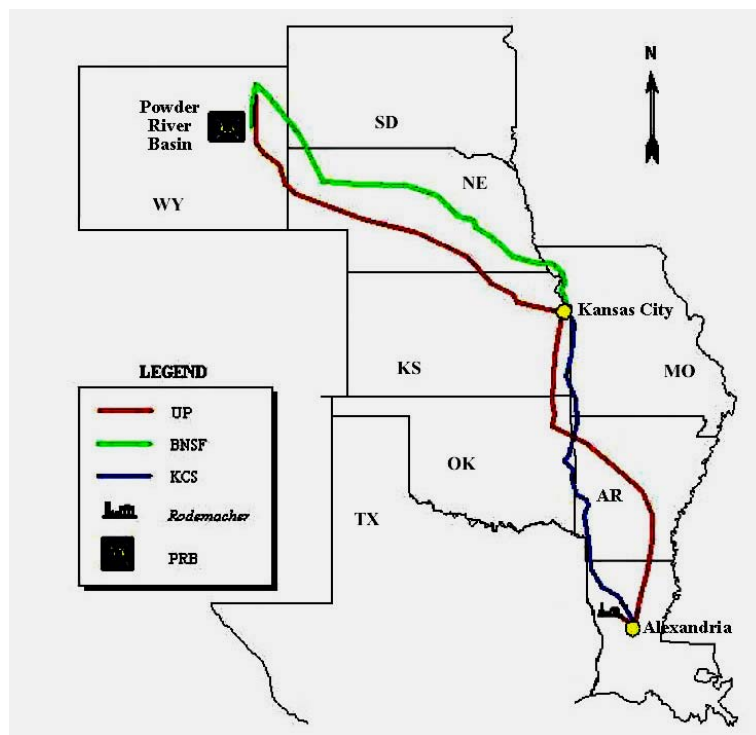 N
Powder
River
Basin
SD
NE
WY
Kansas City
KS
MO
LEGEND
UP
BNSF
KCS
Rodemacher
PRB
OK
AR
TX
Alexandria